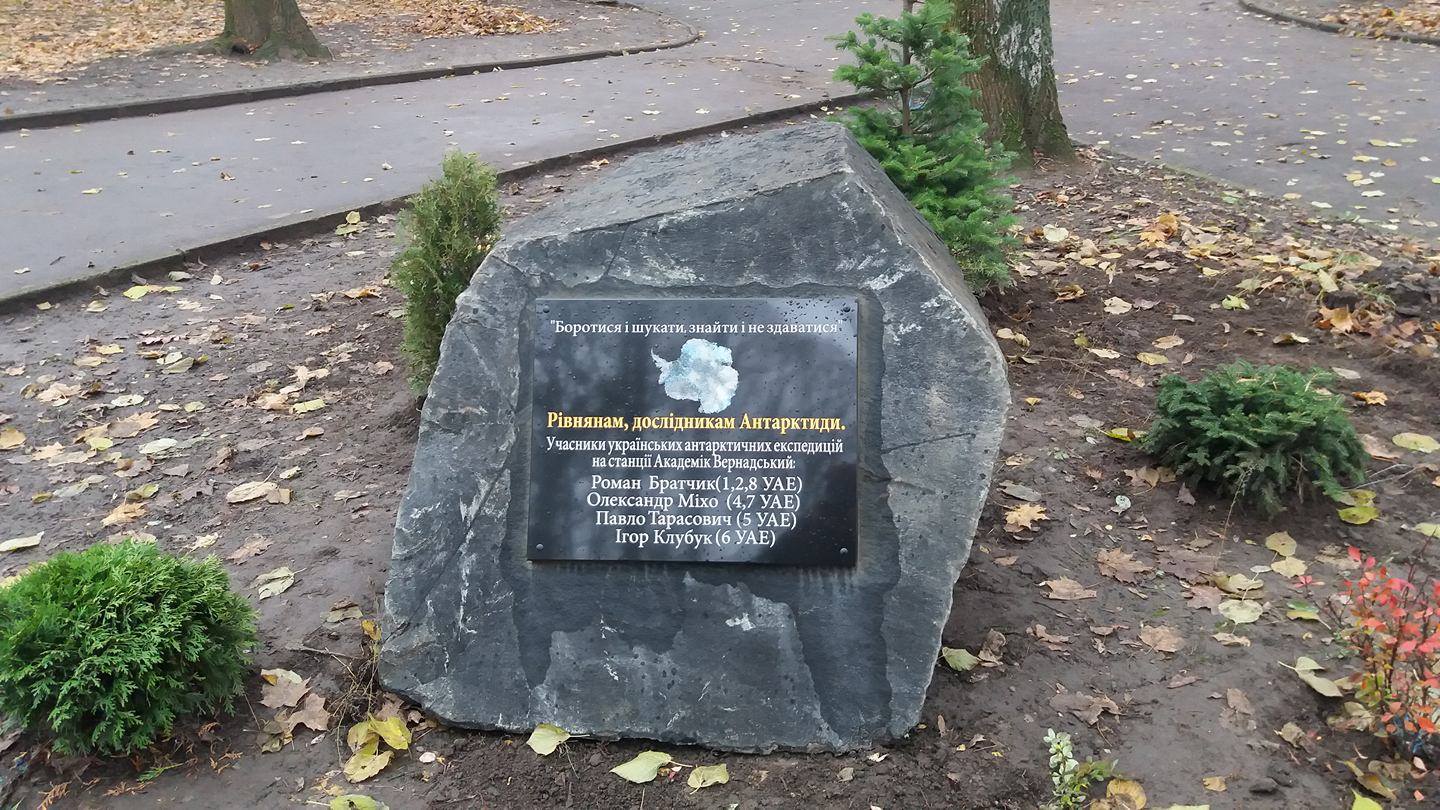 "Боротися і шукати, знайти і не здаватися"
Рівнянам, дослідникам Антарктиди.
Учасники українських антарктичних експедицій
на станції Академік Вернадський:
Роман Братчик(1,2,8 УАЕ)
Олександр Міхо (4,7 УАЕ)
Павло Тарасович (5 УАЕ)
Ігор Клубук (6 УАЕ)